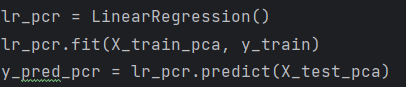 lr_pcr = LinearRegression()
lr_pcr.fit(X_train_pca, y_train)
y_pred_pcr = lr_pcr.predict(X_test_pca)